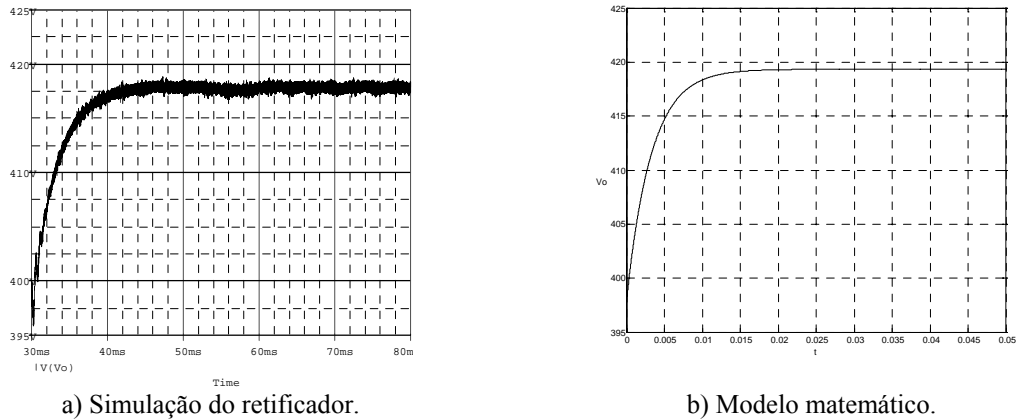 425V
420V
410V
400V
395V
30ms 40ms 50ms 60ms 70ms 80m
V(Vo)
Time
a) Simulação do retificador.
425
420
415
410
Vo
405
400
395
0 0.005 0.01 0.015 0.02 0.025 0.03 0.035 0.04 0.045 0.05
t
b) Modelo matemático.